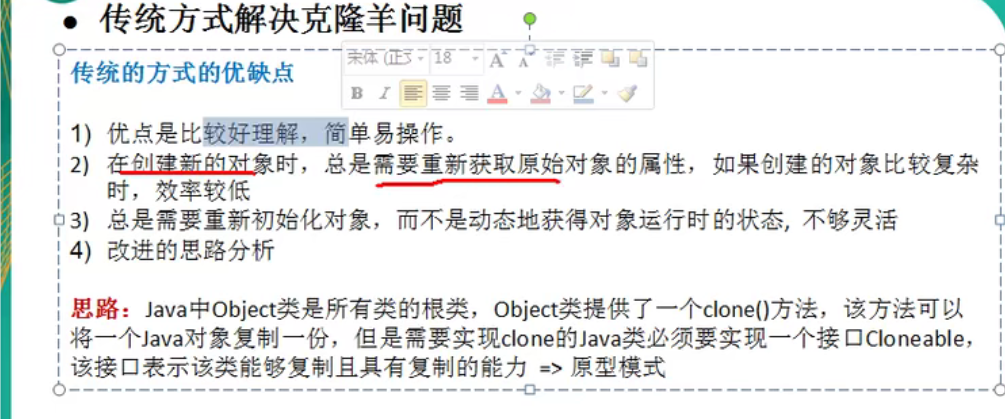 ● 传统方式解决克隆羊问题
宋体 (正文 18 A A
传统的方式的优缺点
B I A
1) 优点是比较好理解，简单易操作。
2) 在创建新的对象时，总是需要重新获取原始对象的属性，如果创建的对象比较复杂
时，效率较低
3) 总是需要重新初始化对象，而不是动态地获得对象运行时的状态, 不够灵活
4) 改进的思路分析
思路：Java中Object类是所有类的根类，Object类提供了一个clone()方法，该方法可以
将一个Java对象复制一份，但是需要实现clone的Java类必须要实现一个接口Cloneable，
该接口表示该类能够复制且具有复制的能力 => 原型模式